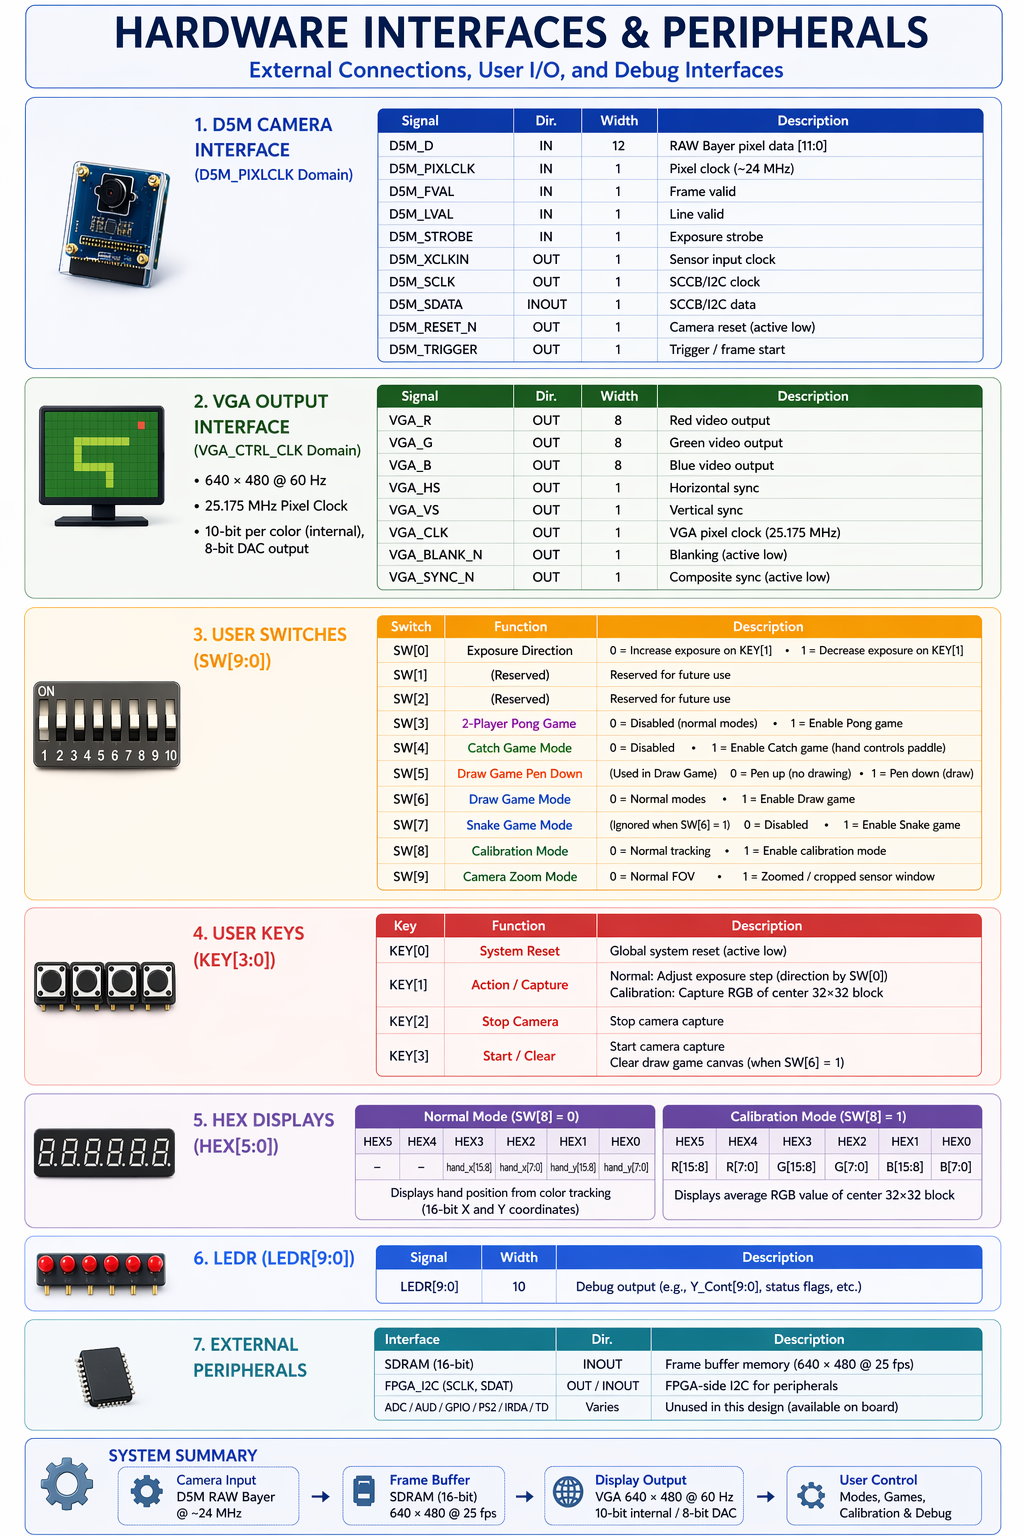 HARDWARE INTERFACES & PERIPHERALS
External Connections, User I/O, and Debug Interfaces
1. D5M CAMERA
INTERFACE
(D5M_PIXLCLK Domain)
Signal Dir. Width Description
D5M_D IN 12 RAW Bayer pixel data [11:0]
D5M_PIXLCLK IN 1 Pixel clock (~24 MHz)
D5M_FVAL IN 1 Frame valid
D5M_LVAL IN 1 Line valid
D5M_STROBE IN 1 Exposure strobe
D5M_XCLKIN OUT 1 Sensor input clock
D5M_SCLK OUT 1 SCCB/I2C clock
D5M_SDATA INOUT 1 SCCB/I2C data
D5M_RESET_N OUT 1 Camera reset (active low)
D5M_TRIGGER OUT 1 Trigger / frame start
2. VGA OUTPUT
INTERFACE
(VGA_CTRL_CLK Domain)
• 640 × 480 @ 60 Hz
• 25.175 MHz Pixel Clock
• 10-bit per color (internal),
8-bit DAC output
Signal Dir. Width Description
VGA_R OUT 8 Red video output
VGA_G OUT 8 Green video output
VGA_B OUT 8 Blue video output
VGA_HS OUT 1 Horizontal sync
VGA_VS OUT 1 Vertical sync
VGA_CLK OUT 1 VGA pixel clock (25.175 MHz)
VGA_BLANK_N OUT 1 Blanking (active low)
VGA_SYNC_N OUT 1 Composite sync (active low)
3. USER SWITCHES
(SW[9:0])
ON
1 2 3 4 5 6 7 8 9 10
Switch Function Description
SW[0] Exposure Direction 0 = Increase exposure on KEY[1] • 1 = Decrease exposure on KEY[1]
SW[1] (Reserved) Reserved for future use
SW[2] (Reserved) Reserved for future use
SW[3] 2-Player Pong Game 0 = Disabled (normal modes) • 1 = Enable Pong game
SW[4] Catch Game Mode 0 = Disabled • 1 = Enable Catch game (hand controls paddle)
SW[5] Draw Game Pen Down (Used in Draw Game) 0 = Pen up (no drawing) • 1 = Pen down (draw)
SW[6] Draw Game Mode 0 = Normal modes • 1 = Enable Draw game
SW[7] Snake Game Mode (Ignored when SW[6] = 1) 0 = Disabled • 1 = Enable Snake game
SW[8] Calibration Mode 0 = Normal tracking • 1 = Enable calibration mode
SW[9] Camera Zoom Mode 0 = Normal FOV • 1 = Zoomed / cropped sensor window
4. USER KEYS
(KEY[3:0])
Key Function Description
KEY[0] System Reset Global system reset (active low)
KEY[1] Action / Capture Normal: Adjust exposure step (direction by SW[0])
Calibration: Capture RGB of center 32×32 block
KEY[2] Stop Camera Stop camera capture
KEY[3] Start / Clear Start camera capture
Clear draw game canvas (when SW[6] = 1)
5. HEX DISPLAYS
(HEX[5:0])
8.8.8.8.8.8.
Normal Mode (SW[8] = 0)
HEX5 HEX4 HEX3 HEX2 HEX1 HEX0
– – hand_x[15:8] hand_x[7:0] hand_y[15:8] hand_y[7:0]
Displays hand position from color tracking
(16-bit X and Y coordinates)
Calibration Mode (SW[8] = 1)
HEX5 HEX4 HEX3 HEX2 HEX1 HEX0
R[15:8] R[7:0] G[15:8] G[7:0] B[15:8] B[7:0]
Displays average RGB value of center 32×32 block
6. LEDR (LEDR[9:0])
Signal Width Description
LEDR[9:0] 10 Debug output (e.g., Y_Cont[9:0], status flags, etc.)
7. EXTERNAL
PERIPHERALS
Interface Dir. Description
SDRAM (16-bit) INOUT Frame buffer memory (640 × 480 @ 25 fps)
FPGA_I2C (SCLK, SDAT) OUT / INOUT FPGA-side I2C for peripherals
ADC / AUD / GPIO / PS2 / IRDA / TD Varies Unused in this design (available on board)
SYSTEM SUMMARY
Camera Input
D5M RAW Bayer
@ ~24 MHz
Frame Buffer
SDRAM (16-bit)
640 × 480 @ 25 fps
Display Output
VGA 640 × 480 @ 60 Hz
10-bit internal / 8-bit DAC
User Control
Modes, Games,
Calibration & Debug